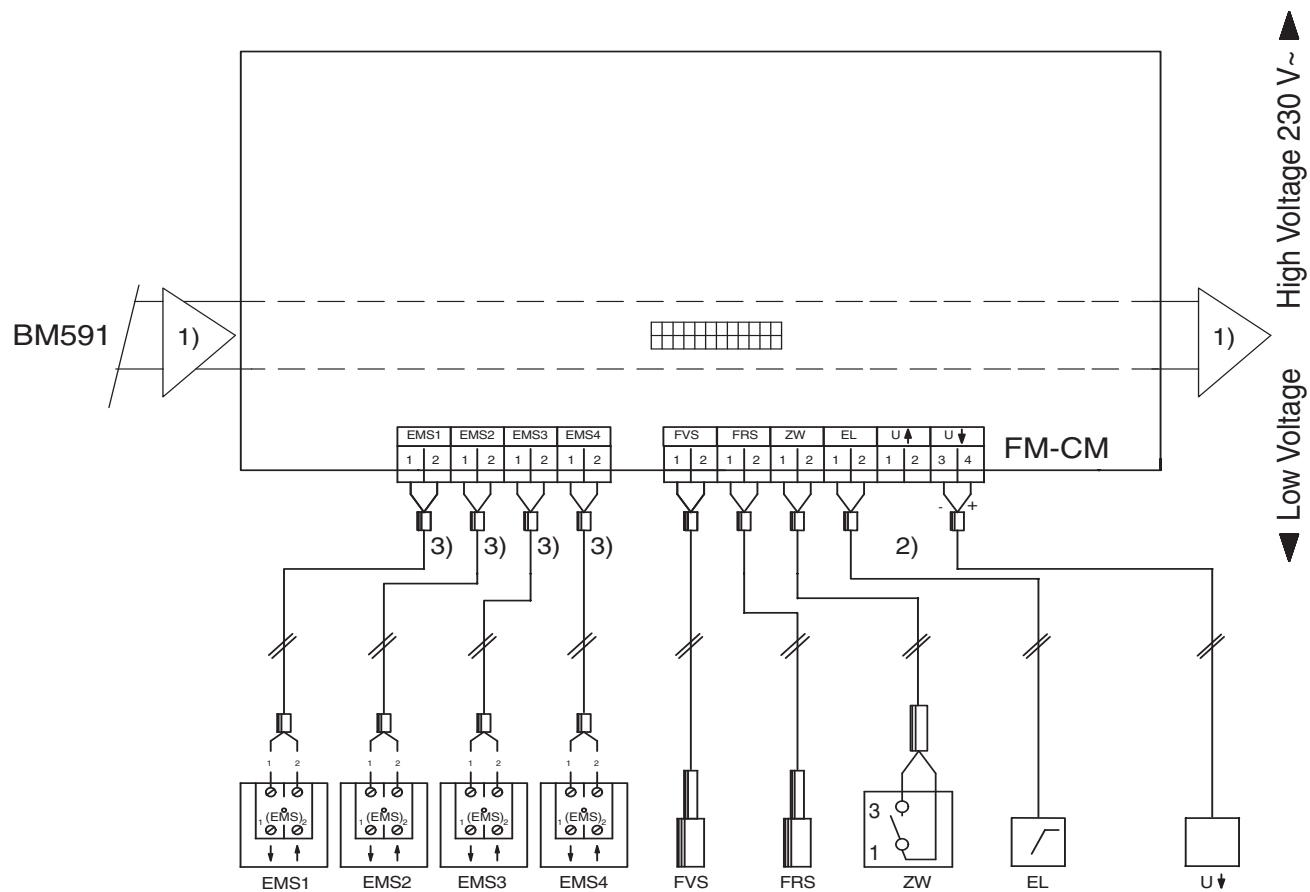 High Voltage 230 V~ ▲
Low Voltage ▼
BM591
1)
1)
EMS1 EMS2 EMS3 EMS4
1 2 1 2 1 2 1 2
FVS FRS ZW EL U▲ U▼
1 2 1 2 1 2 1 2 1 2 3 4
FM-CM
- +
3) 3) 3) 3)
2)
1 2 1 2 1 2 1 2
1 (EMS) 2 1 (EMS) 2 1 (EMS) 2 1 (EMS) 2
3
1
EMS1 EMS2 EMS3 EMS4 FVS FRS ZW EL U▼